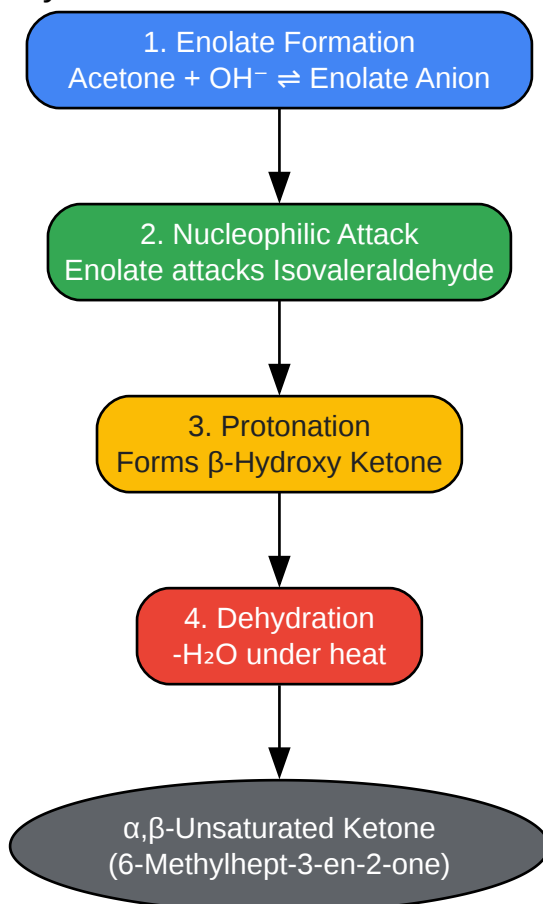 1. Enolate Formation
Acetone + OH⁻ ⇌ Enolate Anion
2. Nucleophilic Attack
Enolate attacks Isovaleraldehyde
3. Protonation
Forms β-Hydroxy Ketone
4. Dehydration
-H₂O under heat
α,β-Unsaturated Ketone
(6-Methylhept-3-en-2-one)